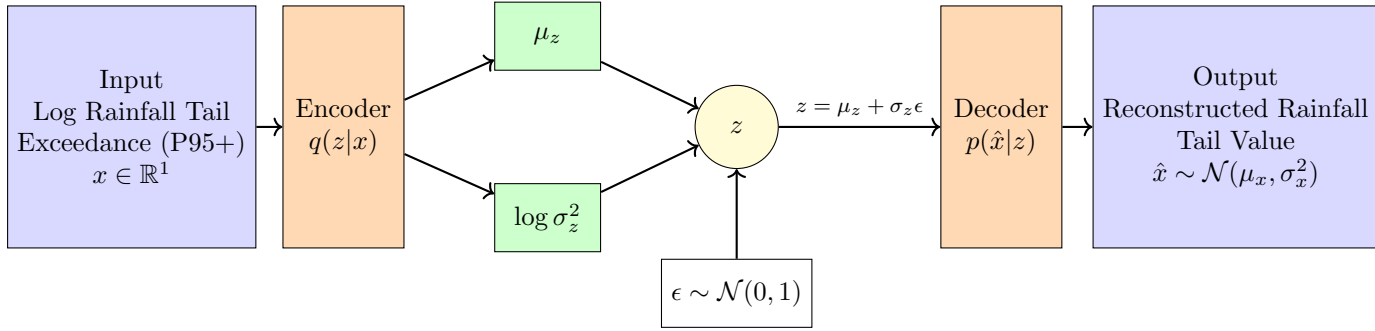 Input
Log Rainfall Tail
Exceedance (P95+)
x ∈ ℝ¹
Encoder
q(z|x)
μ_z
log σ_z²
z
ϵ ∼ 𝒩(0, 1)
z = μ_z + σ_zϵ
Decoder
p(x̂|z)
Output
Reconstructed Rainfall
Tail Value
x̂ ∼ 𝒩(μ_x, σ_x²)